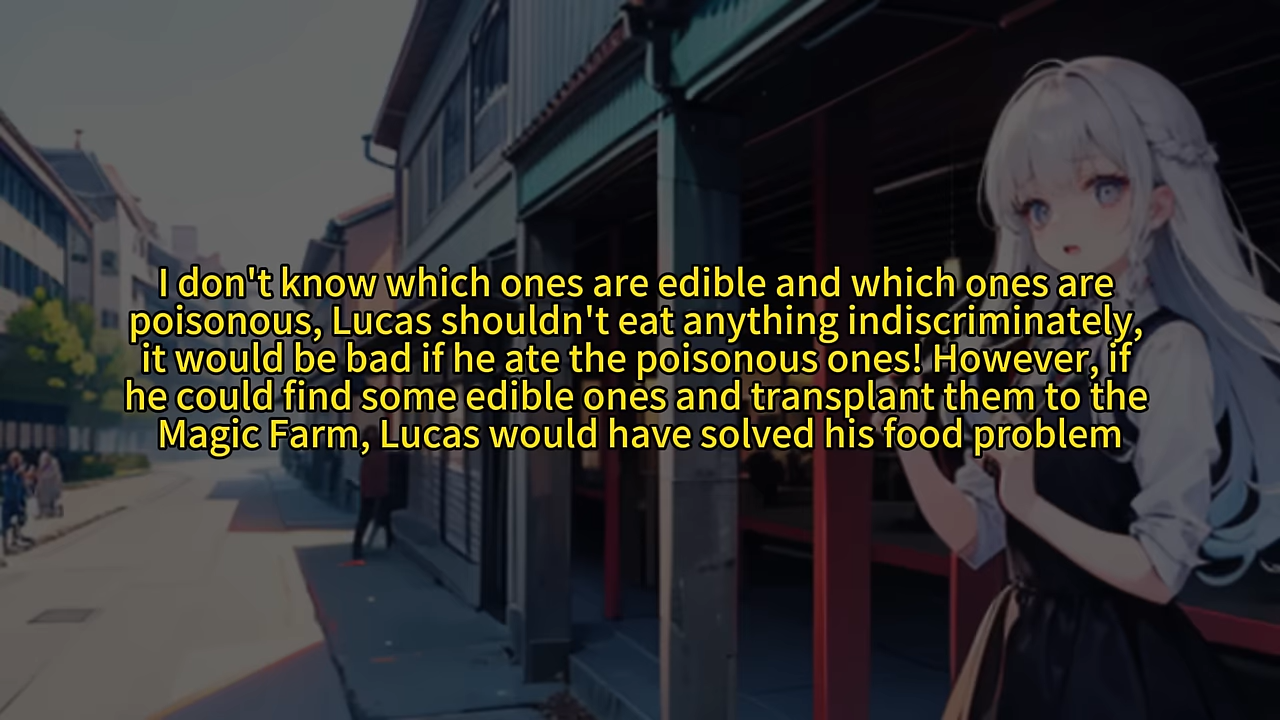 I don't know which ones are edible and which ones are
poisonous, Lucas shouldn't eat anything indiscriminately,
it would be bad if he ate the poisonous ones! However, if
he could find some edible ones and transplant them to the
Magic Farm, Lucas would have solved his food problem